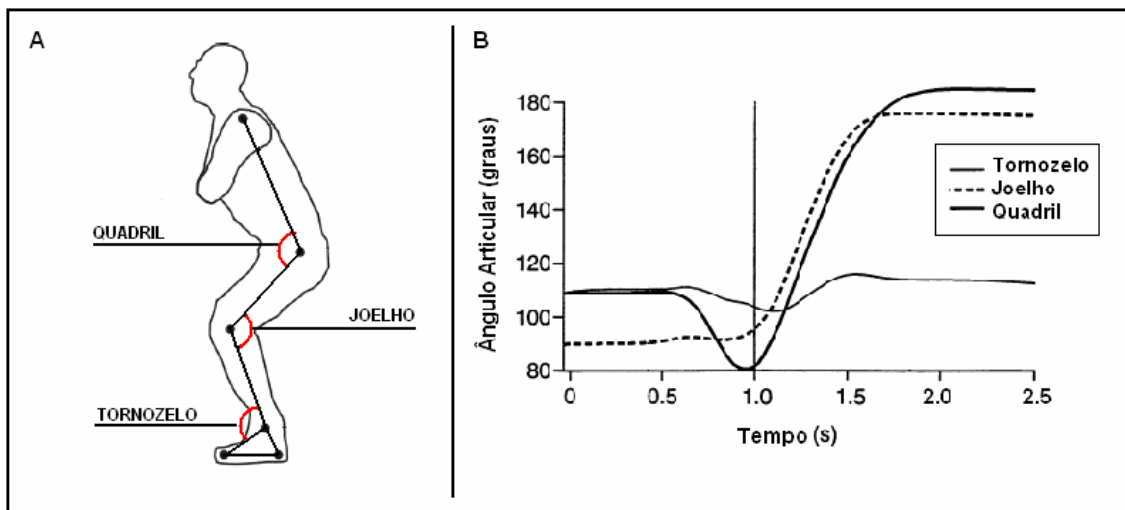 A
QUADRIL
JOELHO
TORNOZELO
B
Ângulo Articular (graus)
180
160
140
120
100
80
0
0.5
1.0
1.5
2.0
2.5
Tempo (s)
Tornozelo
Joelho
Quadril